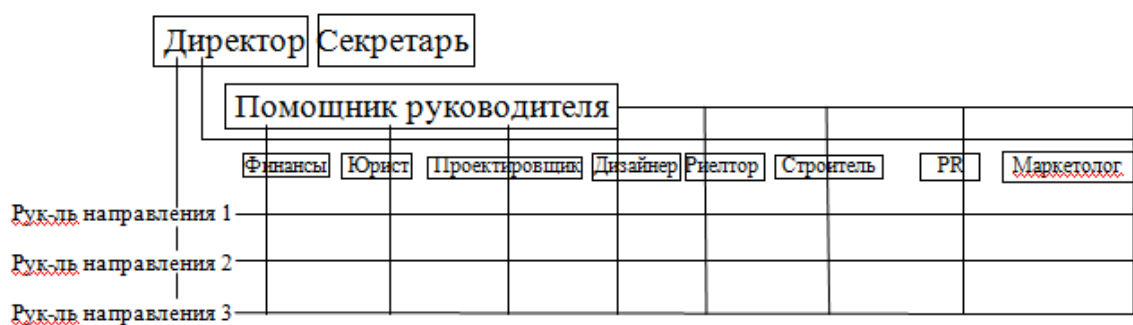 Директор Секретарь
Помощник руководителя
Финансы Юрист Проектировщик Дизайнер Риелтор Строитель PR Маркетолог
Рук-ль направления 1
Рук-ль направления 2
Рук-ль направления 3